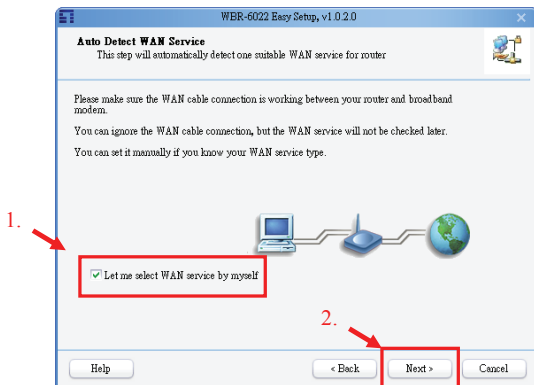 WBR-6022 Easy Setup, v1.0.2.0
Auto Detect WAN Service
This step will automatically detect one suitable WAN service for router
Please make sure the WAN cable connection is working between your router and broadband
modem.
You can ignore the WAN cable connection, but the WAN service will not be checked later.
You can set it manually if you know your WAN service type.
1.
Let me select WAN service by myself
2.
Help
< Back
Next >
Cancel